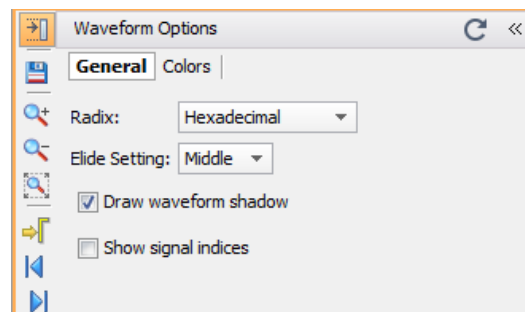 Waveform Options
General Colors
Radix: Hexadecimal
Elide Setting: Middle
Draw waveform shadow
Show signal indices